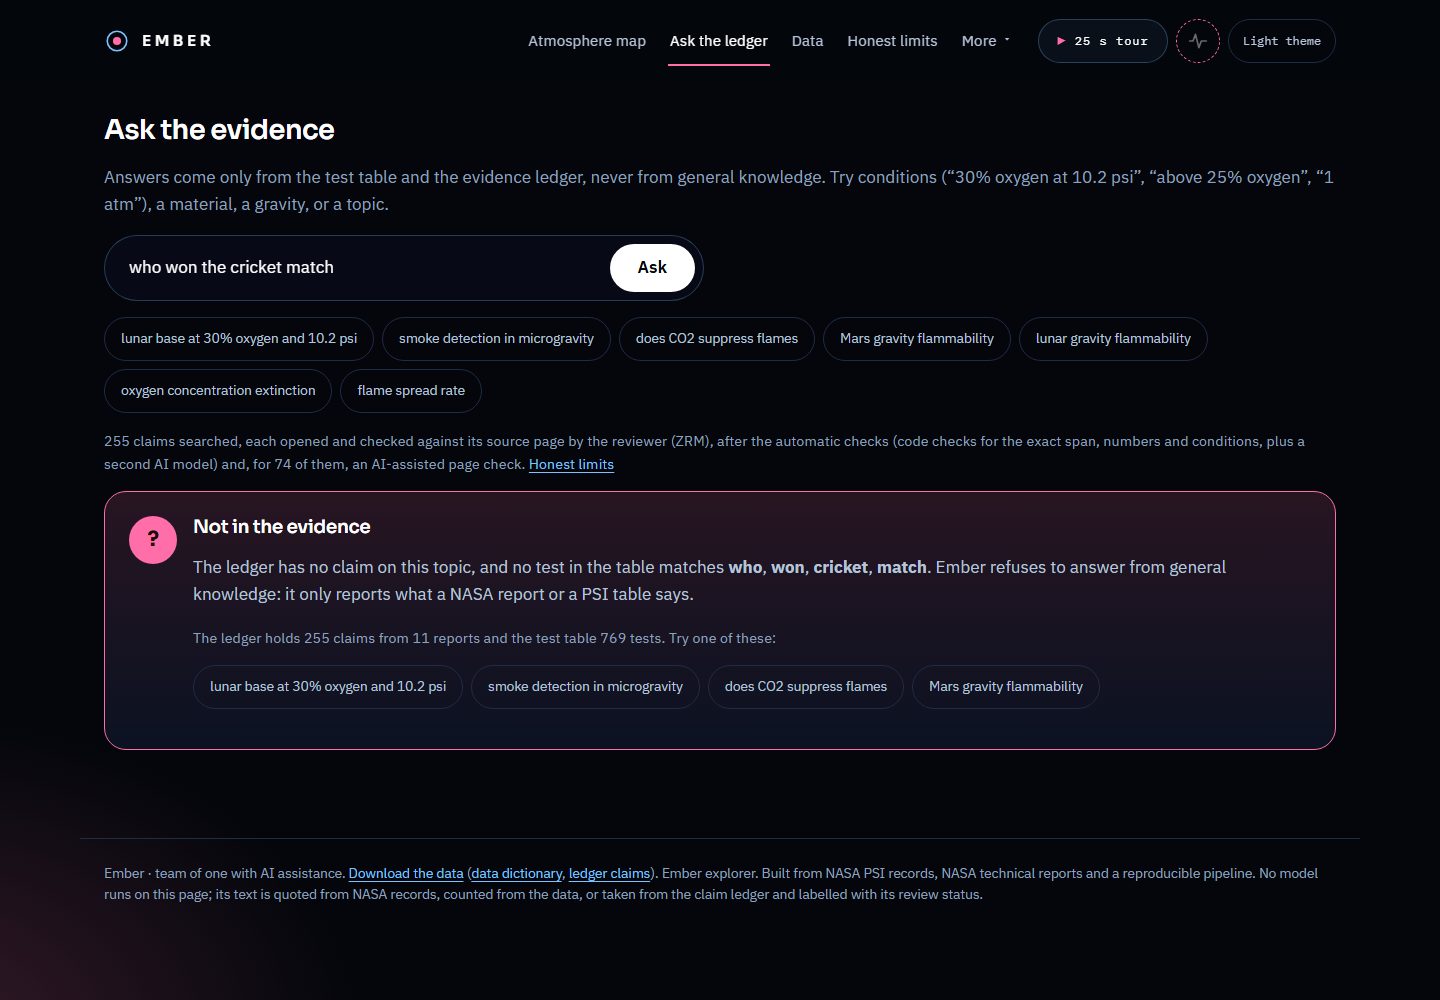 EMBER
Atmosphere map
Ask the ledger
Data
Honest limits
More
25 s tour
Light theme
Ask the evidence
Answers come only from the test table and the evidence ledger, never from general knowledge. Try conditions (“30% oxygen at 10.2 psi”, “above 25% oxygen”, “1
atm”), a material, a gravity, or a topic.
who won the cricket match
Ask
lunar base at 30% oxygen and 10.2 psi
smoke detection in microgravity
does CO2 suppress flames
Mars gravity flammability
lunar gravity flammability
oxygen concentration extinction
flame spread rate
255 claims searched, each opened and checked against its source page by the reviewer (ZRM), after the automatic checks (code checks for the exact span, numbers and conditions, plus a
second AI model) and, for 74 of them, an AI-assisted page check. Honest limits
?
Not in the evidence
The ledger has no claim on this topic, and no test in the table matches who, won, cricket, match. Ember refuses to answer from general
knowledge: it only reports what a NASA report or a PSI table says.
The ledger holds 255 claims from 11 reports and the test table 769 tests. Try one of these:
lunar base at 30% oxygen and 10.2 psi
smoke detection in microgravity
does CO2 suppress flames
Mars gravity flammability
Ember · team of one with AI assistance. Download the data (data dictionary, ledger claims). Ember explorer. Built from NASA PSI records, NASA technical reports and a reproducible pipeline. No model
runs on this page; its text is quoted from NASA records, counted from the data, or taken from the claim ledger and labelled with its review status.